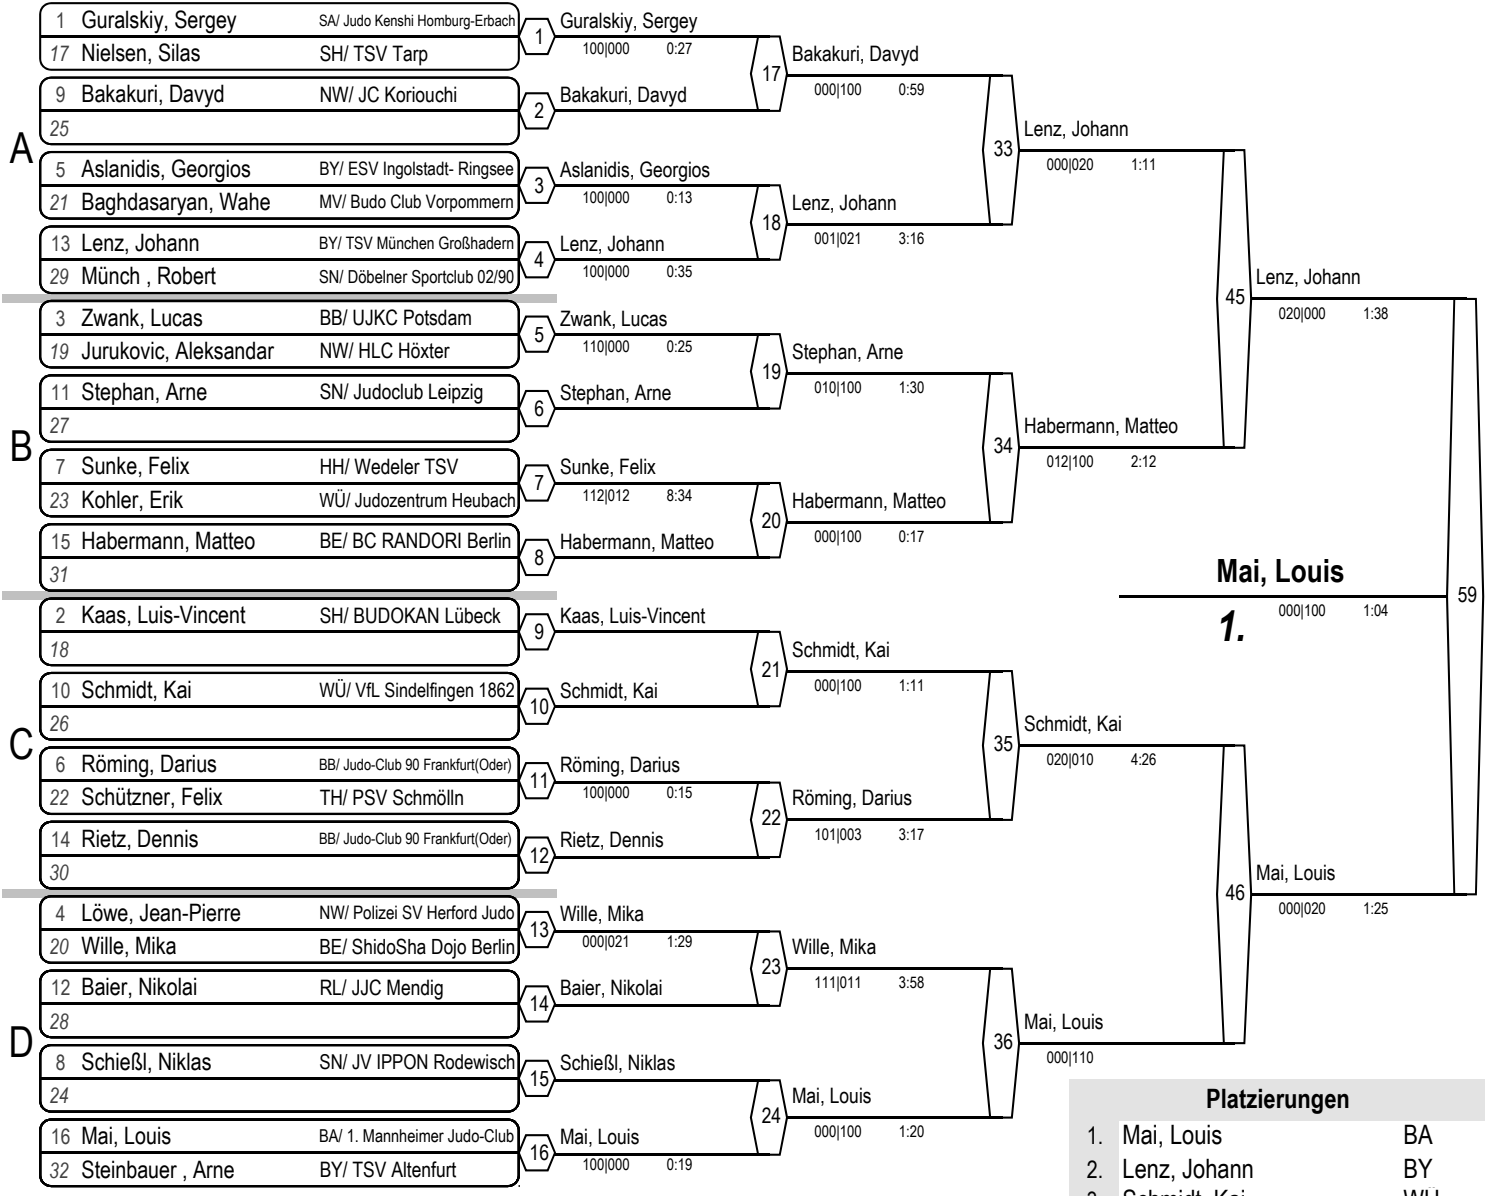 1 Guralskiy, Sergey SA/ Judo Kenshi Homburg-Erbach
17 Nielsen, Silas SH/ TSV Tarp
9 Bakakuri, Davyd NW/ JC Koriouchi
25
A
5 Aslanidis, Georgios BY/ ESV Ingolstadt- Ringsee
21 Baghdasaryan, Wahe MV/ Budo Club Vorpommern
13 Lenz, Johann BY/ TSV München Großhadern
29 Münch , Robert SN/ Döbelner Sportclub 02/90
3 Zwank, Lucas BB/ UJKC Potsdam
19 Jurukovic, Aleksandar NW/ HLC Höxter
11 Stephan, Arne SN/ Judoclub Leipzig
27
B
7 Sunke, Felix HH/ Wedeler TSV
23 Kohler, Erik WÜ/ Judozentrum Heubach
15 Habermann, Matteo BE/ BC RANDORI Berlin
31
2 Kaas, Luis-Vincent SH/ BUDOKAN Lübeck
18
10 Schmidt, Kai WÜ/ VfL Sindelfingen 1862
26
C
6 Röming, Darius BB/ Judo-Club 90 Frankfurt(Oder)
22 Schützner, Felix TH/ PSV Schmölln
14 Rietz, Dennis BB/ Judo-Club 90 Frankfurt(Oder)
30
4 Löwe, Jean-Pierre NW/ Polizei SV Herford Judo
20 Wille, Mika BE/ ShidoSha Dojo Berlin
12 Baier, Nikolai RL/ JJC Mendig
28
D
8 Schießl, Niklas SN/ JV IPPON Rodewisch
24
16 Mai, Louis BA/ 1. Mannheimer Judo-Club
32 Steinbauer , Arne BY/ TSV Altenfurt
1 Guralskiy, Sergey
100|000 0:27
2 Bakakuri, Davyd
3 Aslanidis, Georgios
100|000 0:13
4 Lenz, Johann
100|000 0:35
5 Zwank, Lucas
110|000 0:25
6 Stephan, Arne
7 Sunke, Felix
112|012 8:34
8 Habermann, Matteo
9 Kaas, Luis-Vincent
10 Schmidt, Kai
11 Röming, Darius
100|000 0:15
12 Rietz, Dennis
13 Wille, Mika
000|021 1:29
14 Baier, Nikolai
15 Schießl, Niklas
16 Mai, Louis
100|000 0:19
17 Bakakuri, Davyd
000|100 0:59
18 Lenz, Johann
001|021 3:16
19 Stephan, Arne
010|100 1:30
20 Habermann, Matteo
000|100 0:17
21 Schmidt, Kai
000|100 1:11
22 Röming, Darius
101|003 3:17
23 Wille, Mika
111|011 3:58
24 Mai, Louis
000|100 1:20
33 Lenz, Johann
000|020 1:11
34 Habermann, Matteo
012|100 2:12
35 Schmidt, Kai
020|010 4:26
36 Mai, Louis
000|110
45 Lenz, Johann
020|000 1:38
46 Mai, Louis
000|020 1:25
Mai, Louis
59
1. 000|100 1:04
Platzierungen
1. Mai, Louis BA
2. Lenz, Johann BY
3. Schmidt, Kai WÜ